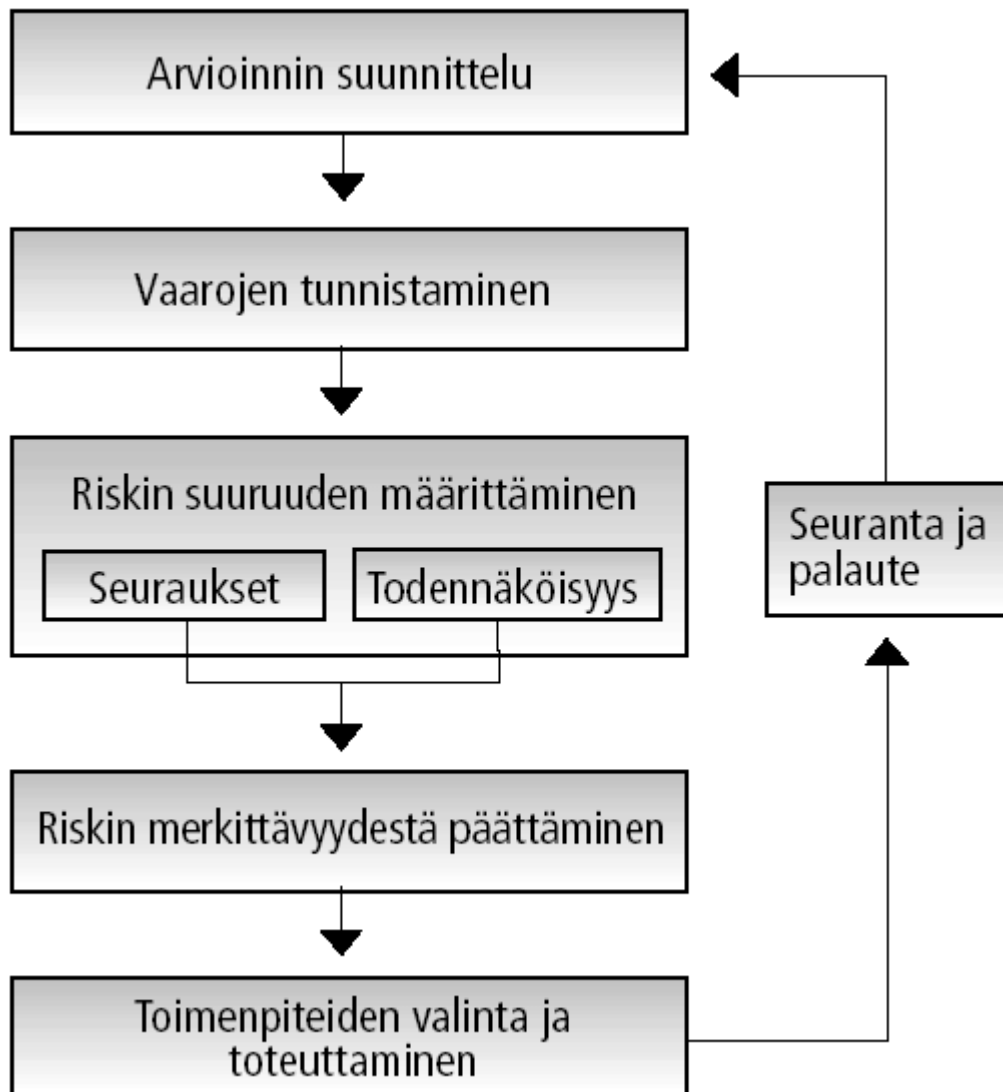 Arvioinnin suunnittelu
Vaarojen tunnistaminen
Riskin suuruuden määrittäminen
Seuraukset
Todennäköisyys
Riskin merkittävyydestä päättäminen
Toimenpiteiden valinta ja
toteuttaminen
Seuranta ja
palaute